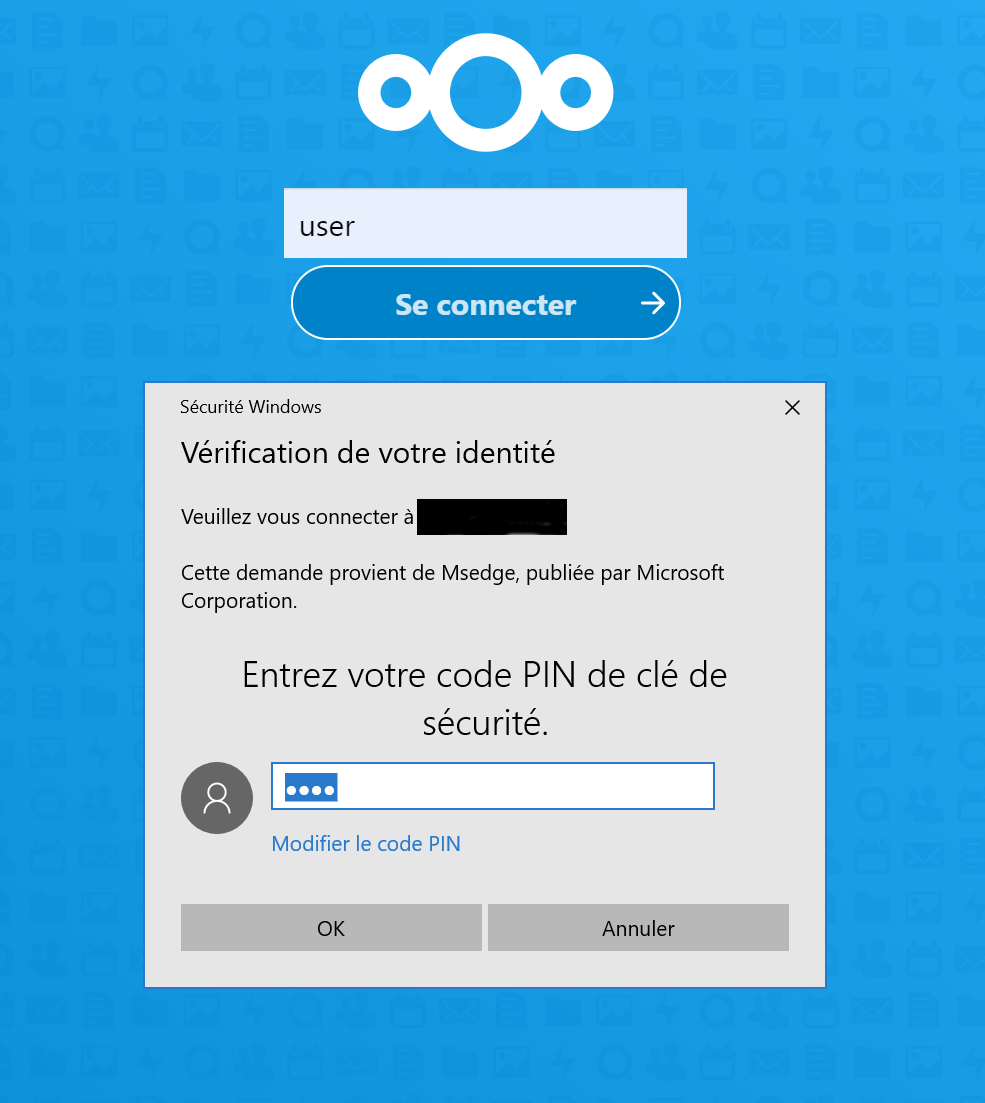 user
Se connecter
Sécurité Windows
Vérification de votre identité
Veuillez vous connecter à
Cette demande provient de Msedge, publiée par Microsoft
Corporation.
Entrez votre code PIN de clé de
sécurité.
Modifier le code PIN
OK
Annuler